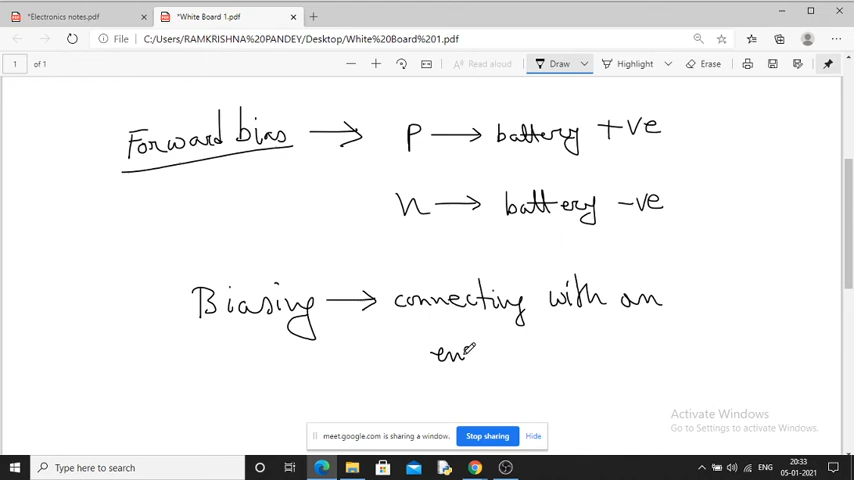 *Electronics notes.pdf
*White Board 1.pdf
File C:/Users/RAMKRISHNA%20PANDEY/Desktop/White%20Board%201.pdf
1 of 1
Read aloud
Draw
Highlight
Erase
Forward bias → p → battery +ve
n → battery -ve
Biasing → connecting with an
en
Activate Windows
Go to Settings to activate Windows.
meet.google.com is sharing a window. Stop sharing Hide
Type here to search
ENG
20:33
05-01-2021